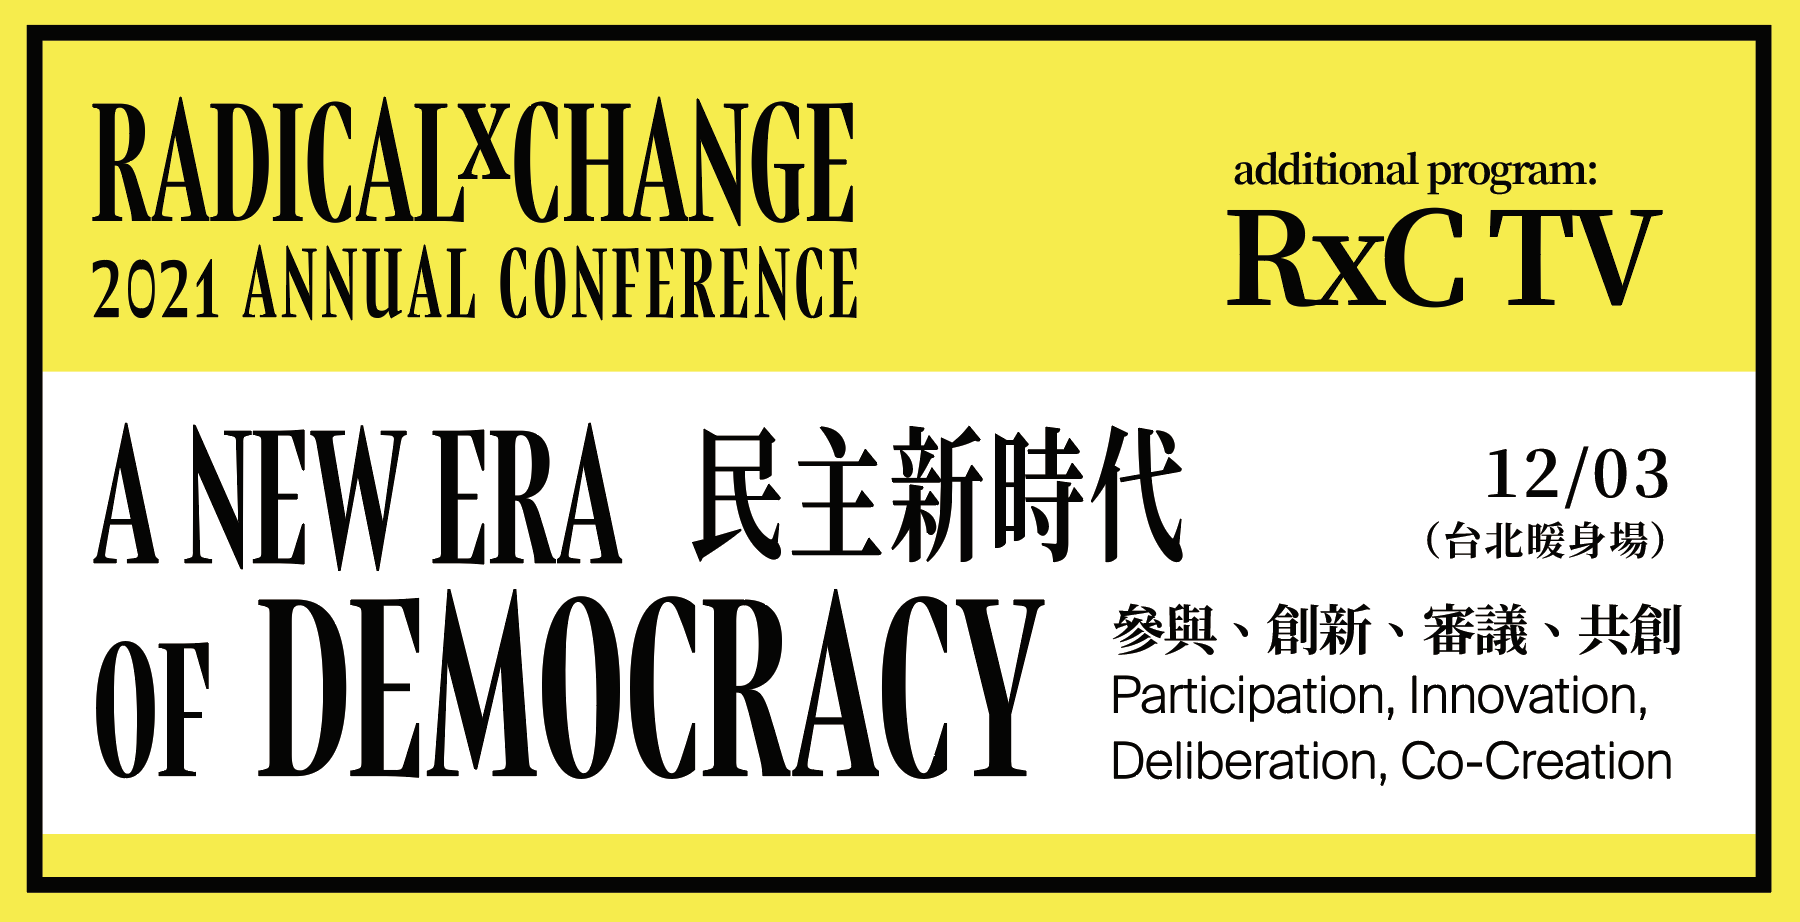 RADICALxCHANGE
2021 ANNUAL CONFERENCE
additional program:
RxC TV
A NEW ERA 民主新時代
OF DEMOCRACY
12/03
（台北暖身場）
參與、創新、審議、共創
Participation, Innovation,
Deliberation, Co-Creation